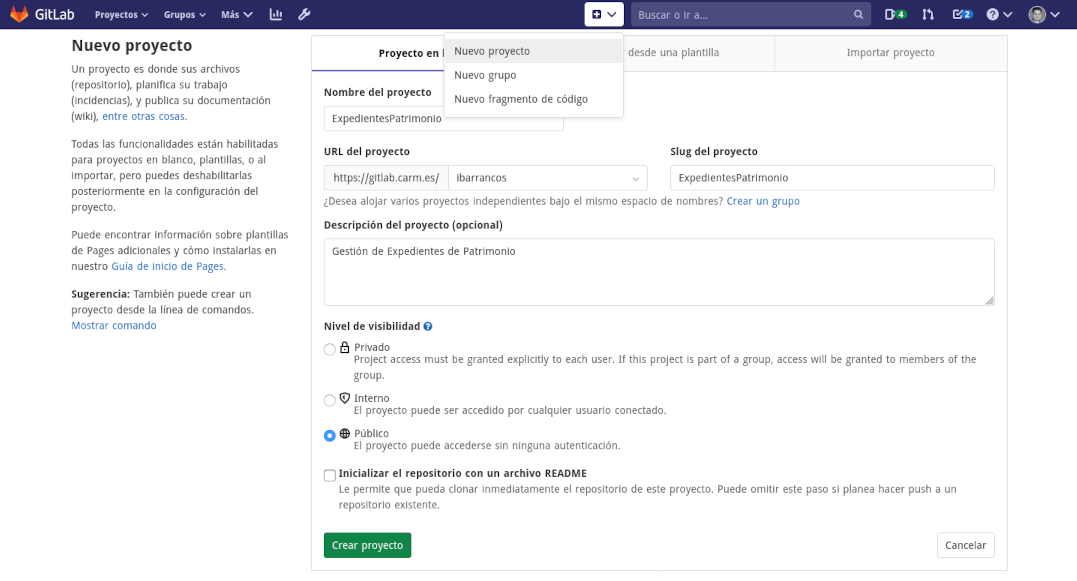 GitLab
Proyectos
Grupos
Más
Buscar o ir a...
4
2
Nuevo proyecto
Nuevo grupo
Nuevo fragmento de código
Nuevo proyecto
Un proyecto es donde sus archivos
(repositorio), planifica su trabajo
(incidencias), y publica su documentación
(wiki), entre otras cosas.
Todas las funcionalidades están habilitadas
para proyectos en blanco, plantillas, o al
importar, pero puedes deshabilitarlas
posteriormente en la configuración del
proyecto.
Puede encontrar información sobre plantillas
de Pages adicionales y cómo instalarlas en
nuestro Guía de inicio de Pages.
Sugerencia: También puede crear un
proyecto desde la línea de comandos.
Mostrar comando
Proyecto en
desde una plantilla
Importar proyecto
Nombre del proyecto
ExpedientesPatrimonio
URL del proyecto
Slug del proyecto
https://gitlab.carm.es/
ExpedientesPatrimonio
¿Desea alojar varios proyectos independientes bajo el mismo espacio de nombres? Crear un grupo
Descripción del proyecto (opcional)
Gestión de Expedientes de Patrimonio
Nivel de visibilidad
Privado
Project access must be granted explicitly to each user. If this project is part of a group, access will be granted to members of the
group.
Interno
El proyecto puede ser accedido por cualquier usuario conectado.
Público
El proyecto puede accederse sin ninguna autenticación.
Inicializar el repositorio con un archivo README
Le permite que pueda clonar inmediatamente el repositorio de este proyecto. Puede omitir este paso si planea hacer push a un
repositorio existente.
Crear proyecto
Cancelar